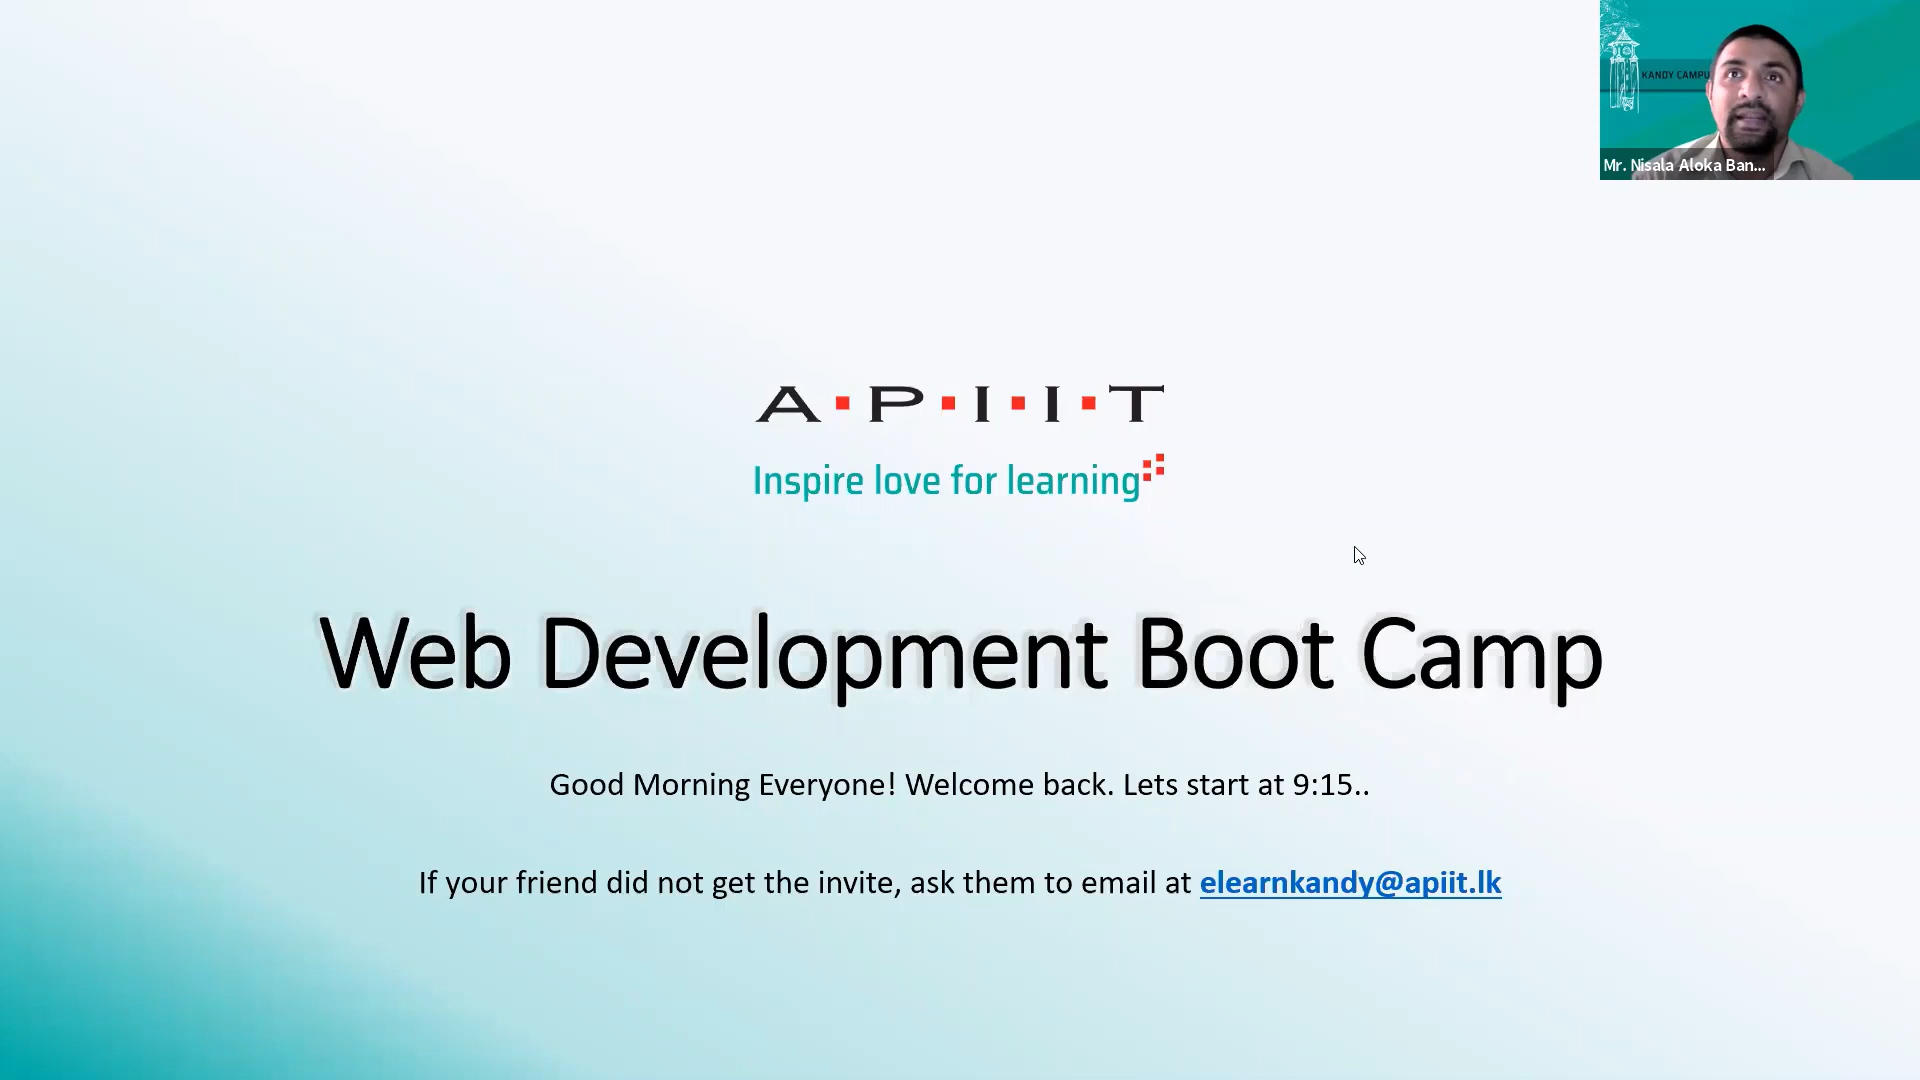 KANDY CAMPU
Mr. Nisala Aloka Ban...
A.P.I.I.T
Inspire love for learning
Web Development Boot Camp
Good Morning Everyone! Welcome back. Lets start at 9:15..
If your friend did not get the invite, ask them to email at elearnkandy@apiit.lk